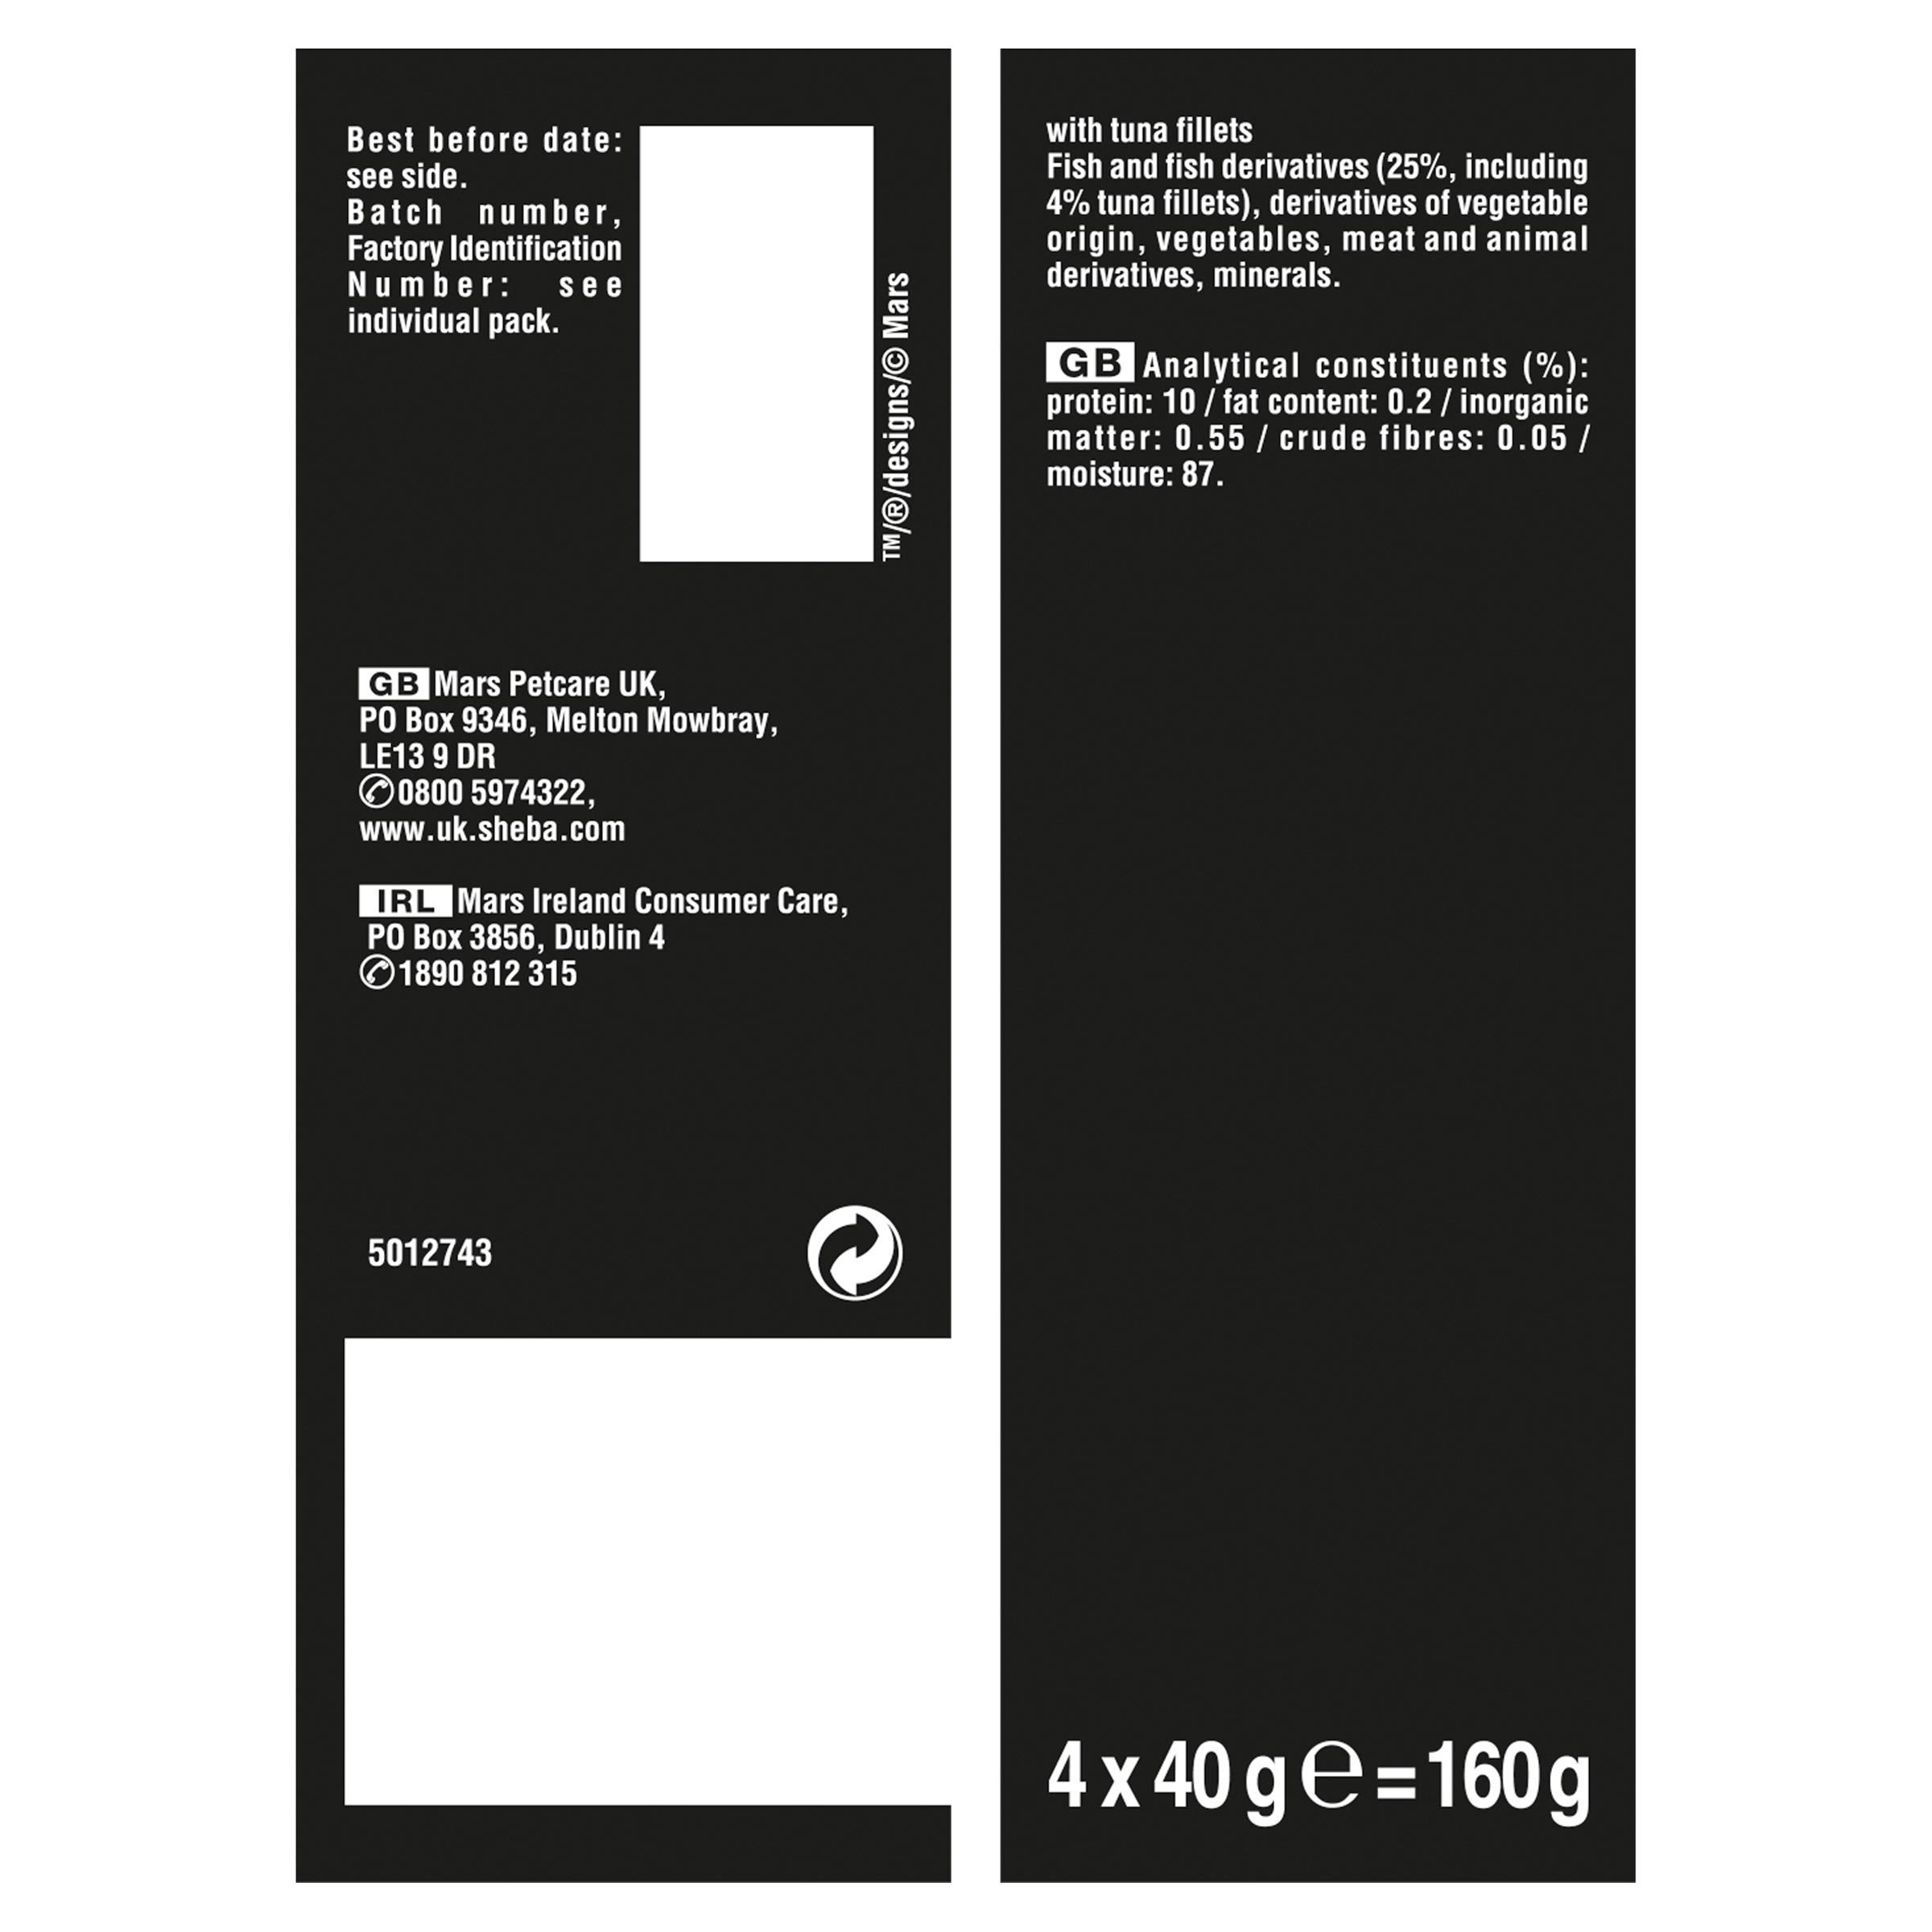 Best before date:
see side.
Batch number,
Factory Identification
Number: see
individual pack.
™/®/designs/© Mars
GB Mars Petcare UK,
PO Box 9346, Melton Mowbray,
LE13 9 DR
✆ 0800 5974322,
www.uk.sheba.com
IRL Mars Ireland Consumer Care,
PO Box 3856, Dublin 4
✆ 1890 812 315
5012743
with tuna fillets
Fish and fish derivatives (25%, including
4% tuna fillets), derivatives of vegetable
origin, vegetables, meat and animal
derivatives, minerals.
GB Analytical constituents (%):
protein: 10 / fat content: 0.2 / inorganic
matter: 0.55 / crude fibres: 0.05 /
moisture: 87.
4 x 40 g ℮ = 160 g